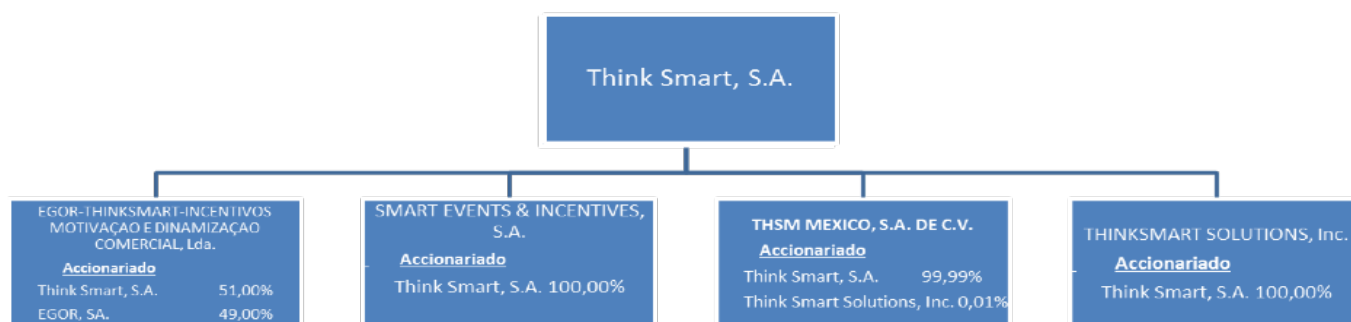 Think Smart, S.A.
EGOR-THINKSMART-INCENTIVOS
MOTIVAÇAO E DINAMIZAÇAO
COMERCIAL, Lda.
Accionariado
Think Smart, S.A. 51,00%
EGOR, SA. 49,00%
SMART EVENTS & INCENTIVES,
S.A.
Accionariado
Think Smart, S.A. 100,00%
THSM MEXICO, S.A. DE C.V.
Accionariado
Think Smart, S.A. 99,99%
Think Smart Solutions, Inc. 0,01%
THINKSMART SOLUTIONS, Inc.
Accionariado
Think Smart, S.A. 100,00%